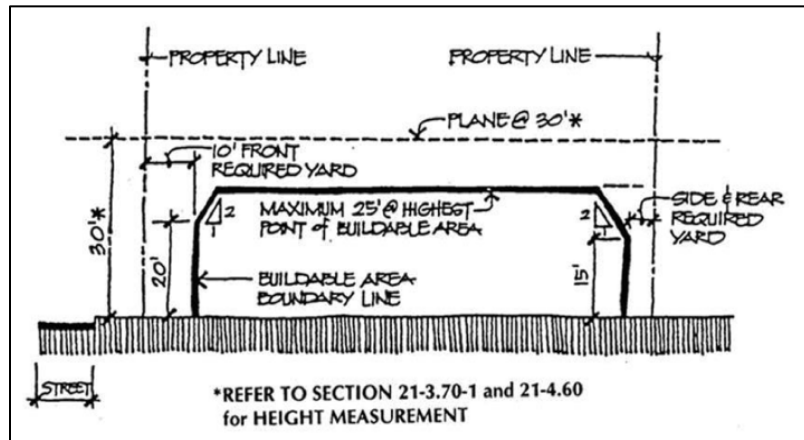 PROPERTY LINE
PROPERTY LINE
PLANE @ 30'*
10' FRONT
REQUIRED YARD
SIDE & REAR
REQUIRED
YARD
MAXIMUM 25' @ HIGHEST
POINT of BUILDABLE AREA
2
1
2
1
30'*
20'
15'
BUILDABLE AREA
BOUNDARY LINE
STREET
*REFER TO SECTION 21-3.70-1 and 21-4.60
for HEIGHT MEASUREMENT